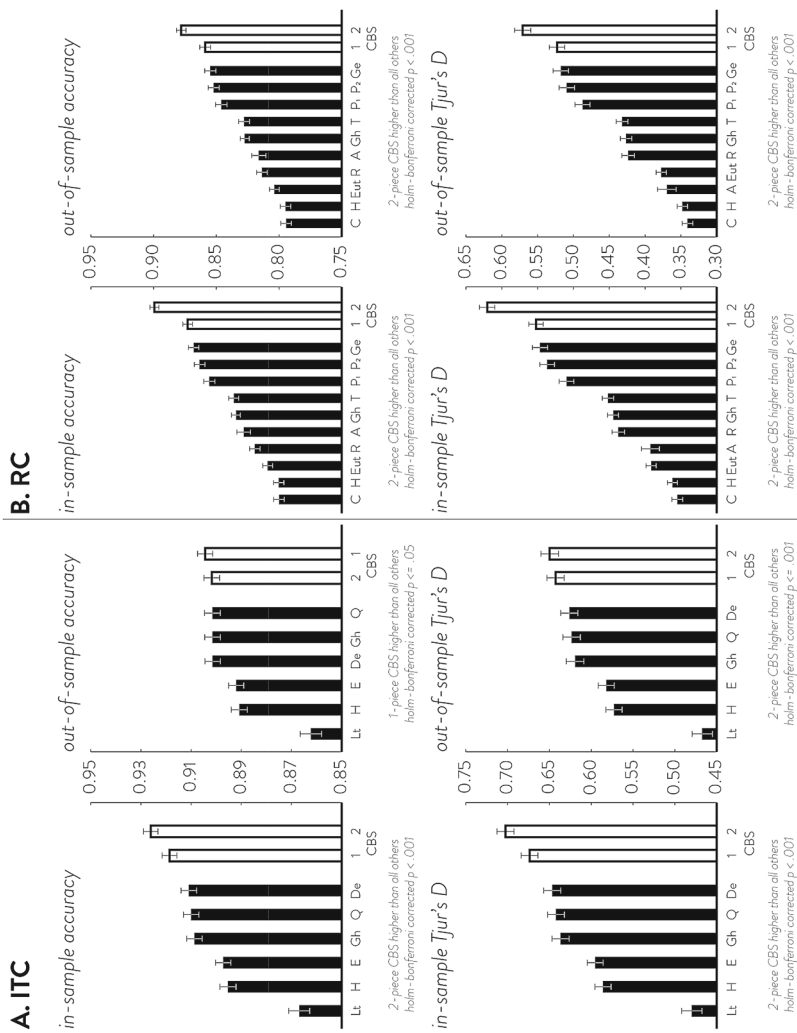 A. ITC
in-sample accuracy
0.95
0.93
0.91
0.89
0.87
0.85
Lt H E Gh Q De 1 2
CBS
2-piece CBS higher than all others
holm-bonferroni corrected p < .001
out-of-sample accuracy
Lt H E De Gh Q 2 1
CBS
1-piece CBS higher than all others
holm-bonferroni corrected p <= .05
in-sample Tjur's D
0.75
0.70
0.60
0.50
0.45
Lt H E Gh Q De 1 2
CBS
2-piece CBS higher than all others
holm-bonferroni corrected p < .001
out-of-sample Tjur's D
Lt H E Gh Q De 1 2
CBS
2-piece CBS higher than all others
holm-bonferroni corrected p <= .001
B. RC
in-sample accuracy
0.95
0.90
0.80
0.75
C H Eut R A Gh T P₁ P₂ Ge 1 2
CBS
2-piece CBS higher than all others
holm-bonferroni corrected p < .001
out-of-sample accuracy
C H Eut R A Gh T P₁ P₂ Ge 1 2
CBS
2-piece CBS higher than all others
holm-bonferroni corrected p < .001
in-sample Tjur's D
0.65
0.60
0.55
0.50
0.45
0.40
0.35
0.30
C H Eut A R Gh T P₁ P₂ Ge 1 2
CBS
2-piece CBS higher than all others
holm-bonferroni corrected p < .001
out-of-sample Tjur's D
C H A Eut R Gh T P₁ P₂ Ge 1 2
CBS
2-piece CBS higher than all others
holm-bonferroni corrected p < .001